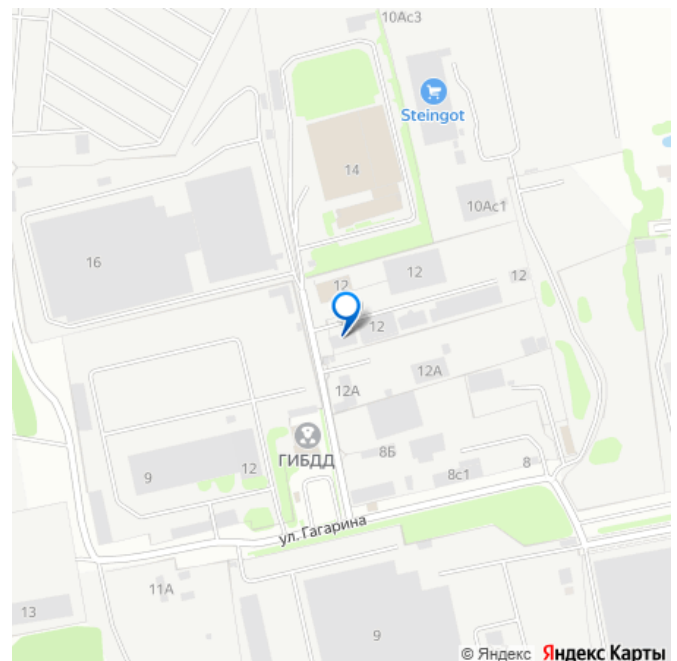 10Ас3
Steingot
14
10Ас1
16
12
12
12
12
12А
12А
ГИБДД
8Б
9
12
8с1
8
ул. Гагарина
11А
13
9
© Яндекс Яндекс Карты